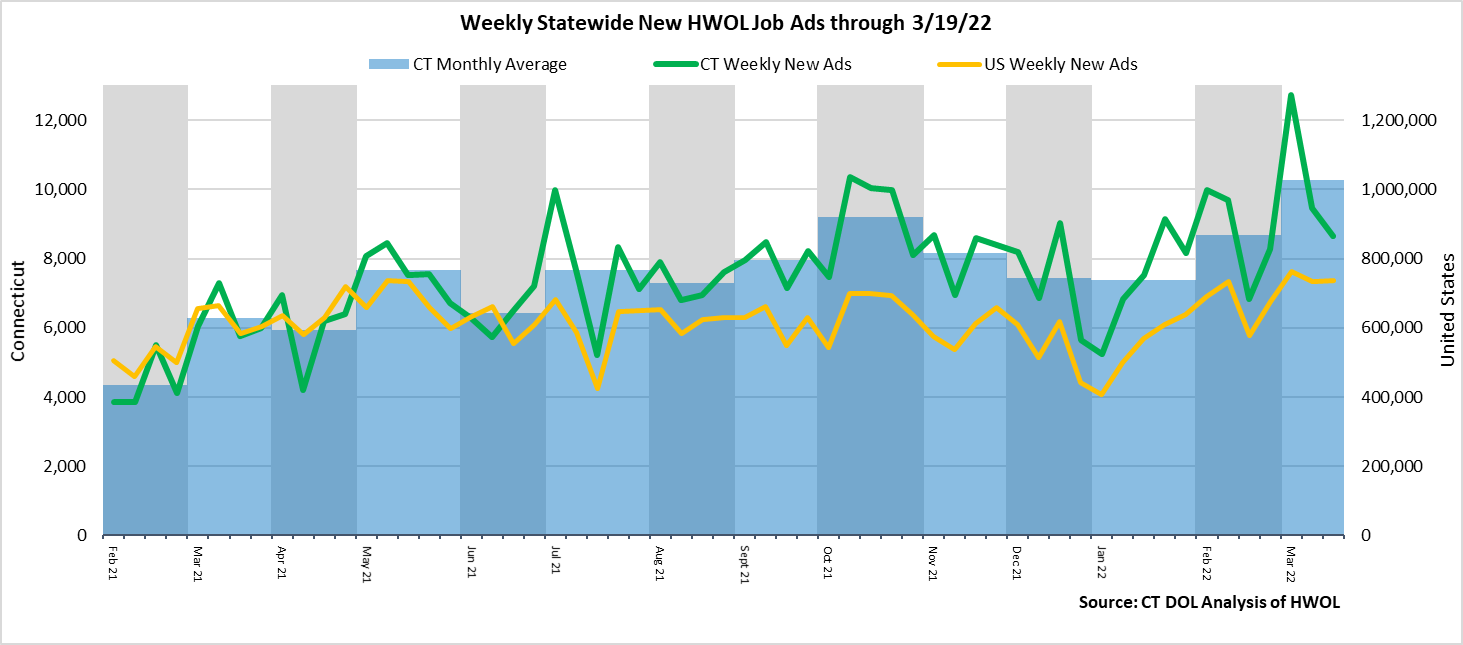 Weekly Statewide New HWOL Job Ads through 3/19/22
CT Monthly Average
CT Weekly New Ads
US Weekly New Ads
Connecticut
12,000
10,000
8,000
6,000
4,000
2,000
0
1,200,000
1,000,000
800,000
600,000
400,000
200,000
0
United States
Feb 21
Mar 21
Apr 21
May 21
Jun 21
Jul 21
Aug 21
Sept 21
Oct 21
Nov 21
Dec 21
Jan 22
Feb 22
Mar 22
Source: CT DOL Analysis of HWOL